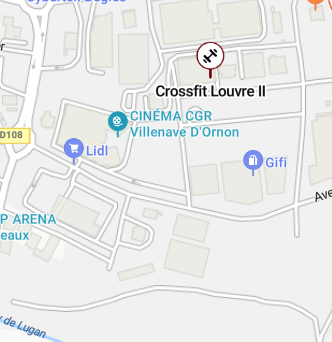 Crossfit Louvre II
CINÉMA CGR
Villenave D'Ornon
D108
Lidl
Gifi
Ave
P ARENA
eaux
de Lugan